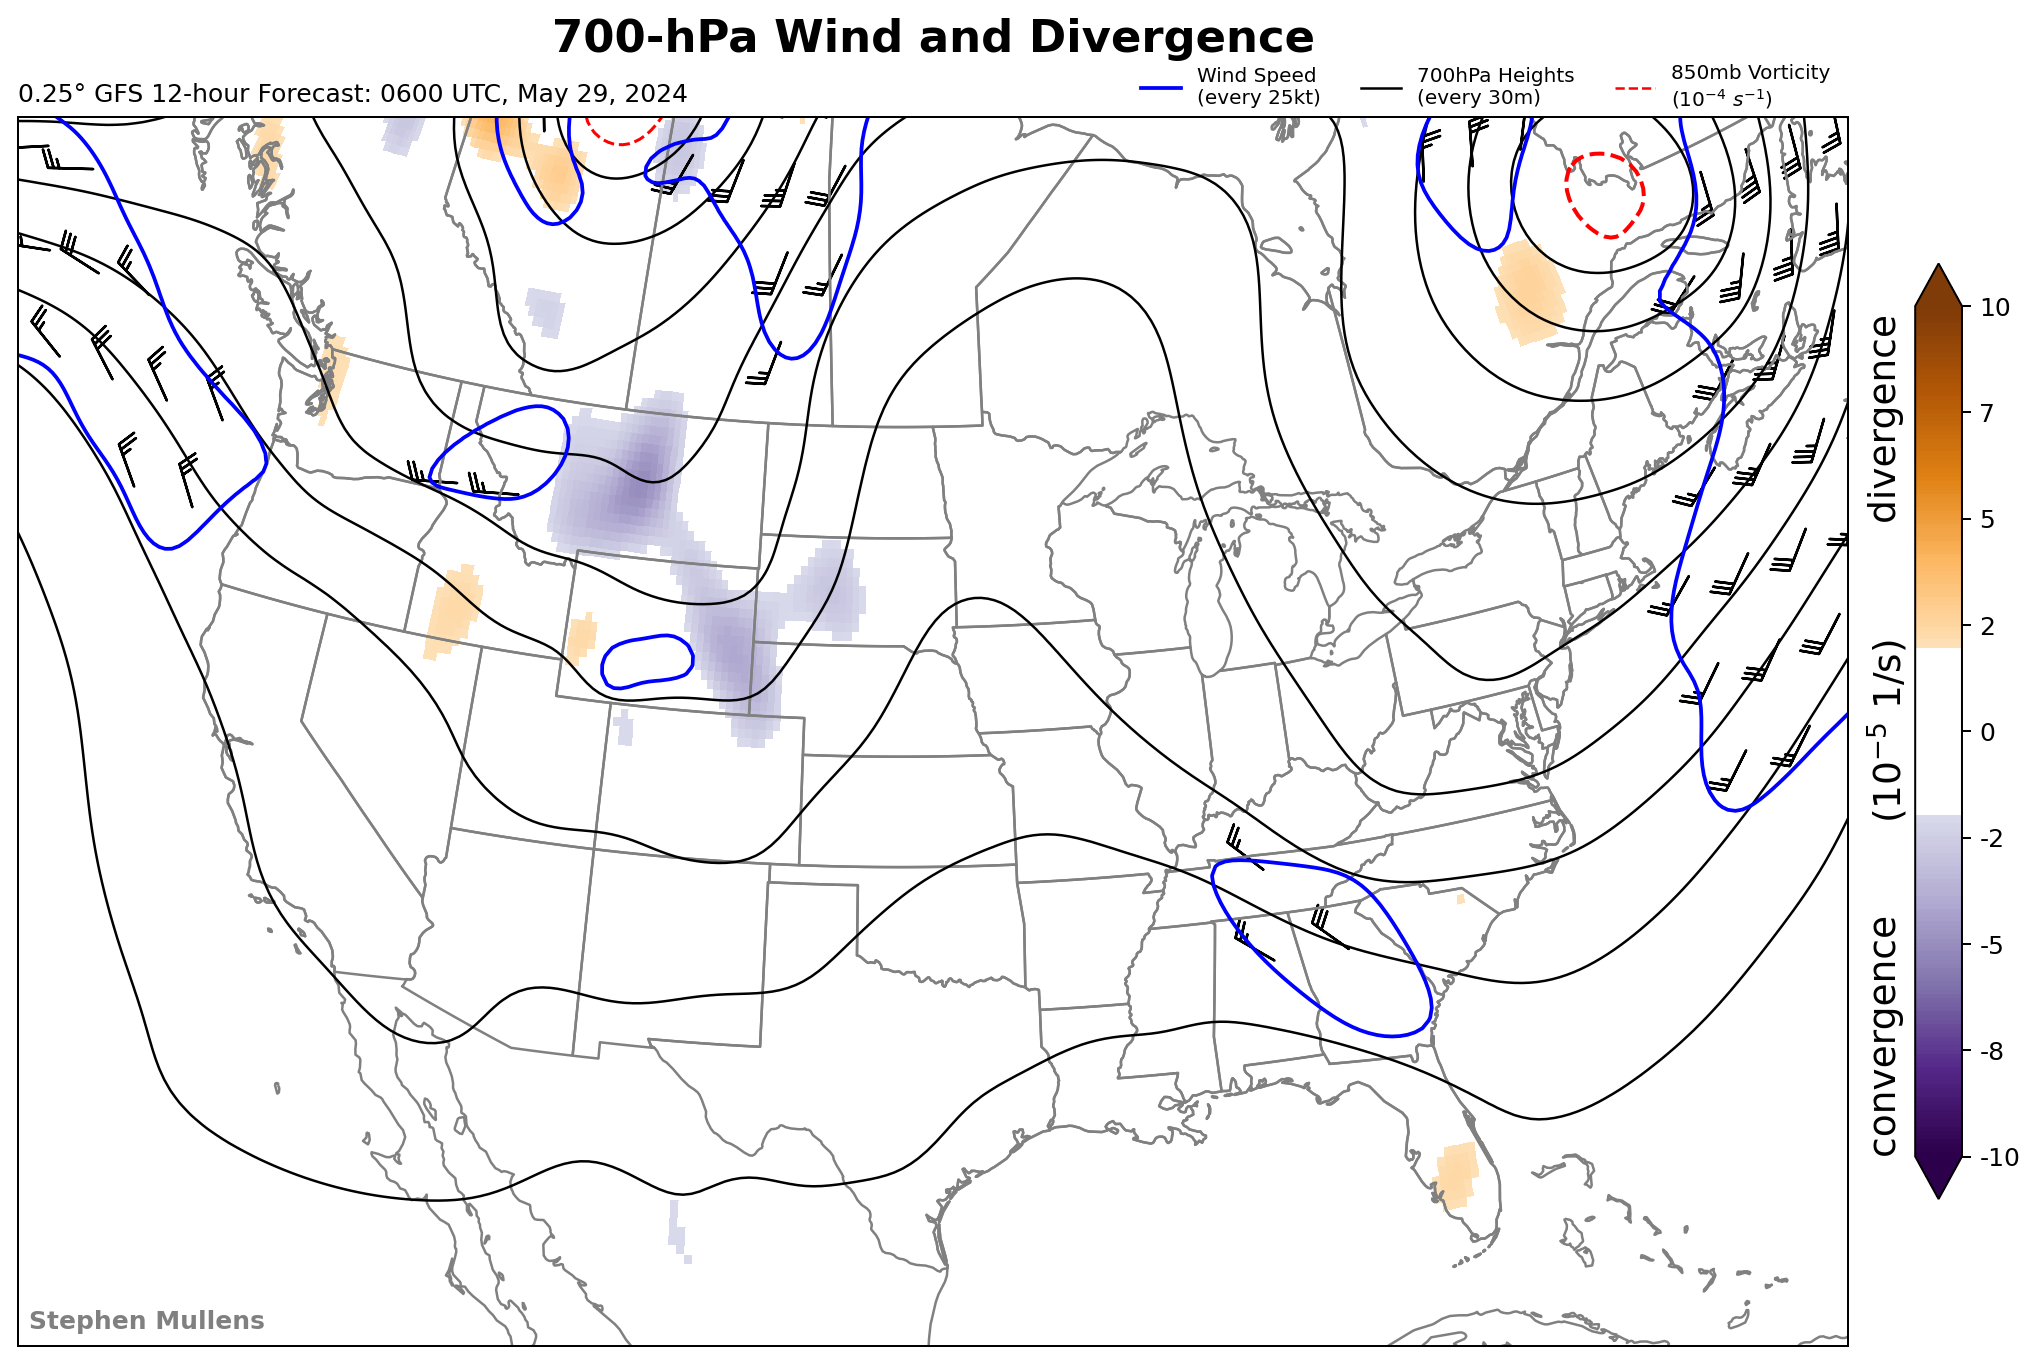 700-hPa Wind and Divergence
0.25° GFS 12-hour Forecast: 0600 UTC, May 29, 2024
Wind Speed
(every 25kt)
700hPa Heights
(every 30m)
850mb Vorticity
(10⁻⁴ s⁻¹)
10
7
5
2
0
-2
-5
-8
-10
convergence (10⁻⁵ 1/s) divergence
Stephen Mullens